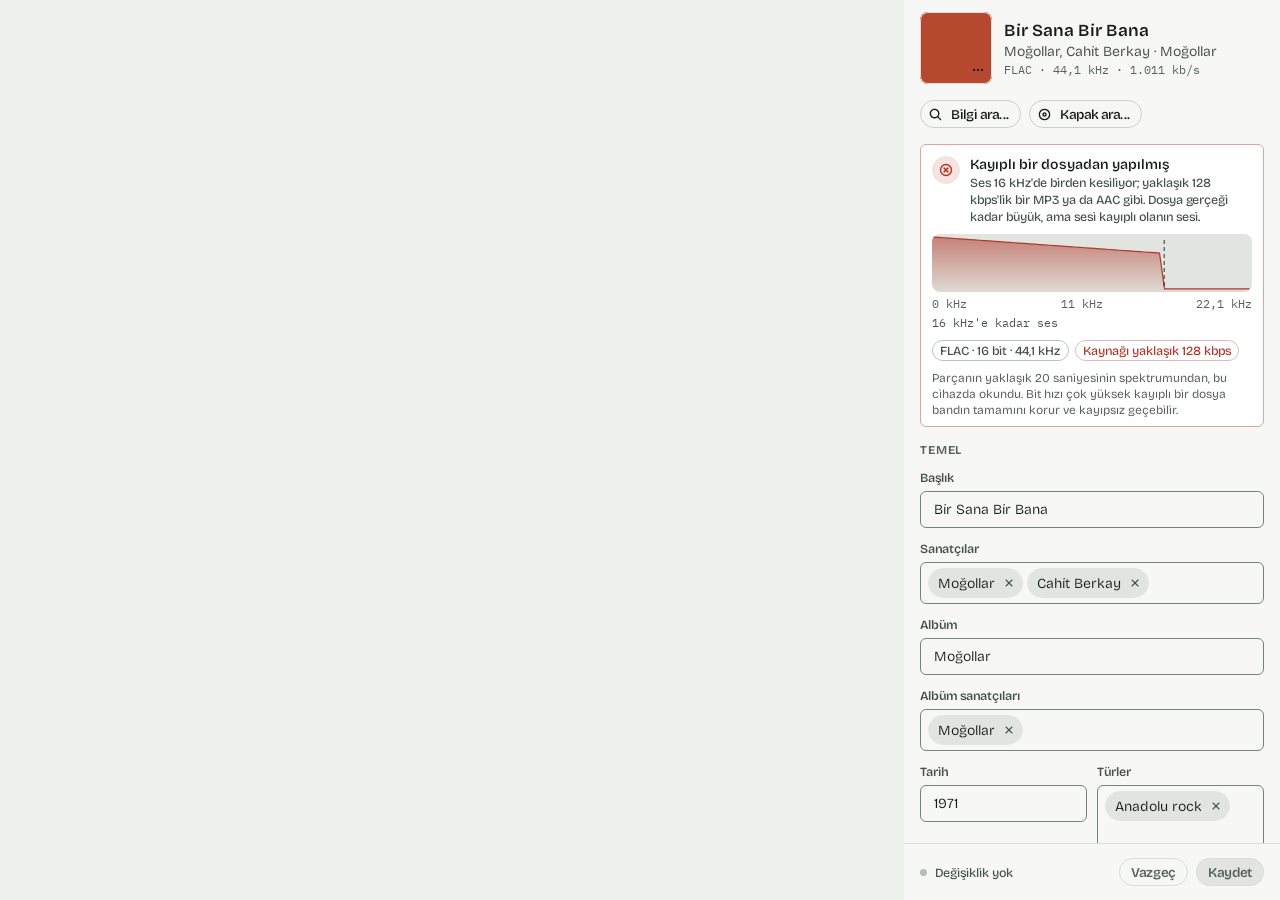 Bir Sana Bir Bana
Moğollar, Cahit Berkay · Moğollar
FLAC · 44,1 kHz · 1.011 kb/s
Bilgi ara...
Kapak ara...
Kayıplı bir dosyadan yapılmış
Ses 16 kHz'de birden kesiliyor; yaklaşık 128
kbps'lik bir MP3 ya da AAC gibi. Dosya gerçeği
kadar büyük, ama sesi kayıplı olanın sesi.
0 kHz 11 kHz 22,1 kHz
16 kHz'e kadar ses
FLAC · 16 bit · 44,1 kHz
Kaynağı yaklaşık 128 kbps
Parçanın yaklaşık 20 saniyesinin spektrumundan, bu
cihazda okundu. Bit hızı çok yüksek kayıplı bir dosya
bandın tamamını korur ve kayıpsız geçebilir.
TEMEL
Başlık
Bir Sana Bir Bana
Sanatçılar
Moğollar × Cahit Berkay ×
Albüm
Moğollar
Albüm sanatçıları
Moğollar ×
Tarih Türler
1971 Anadolu rock ×
Değişiklik yok Vazgeç Kaydet